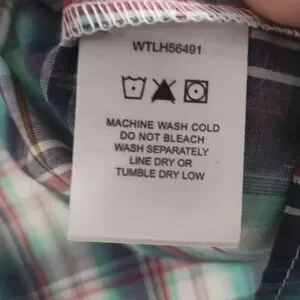 WTLH56491
MACHINE WASH COLD
DO NOT BLEACH
WASH SEPARATELY
LINE DRY OR
TUMBLE DRY LOW